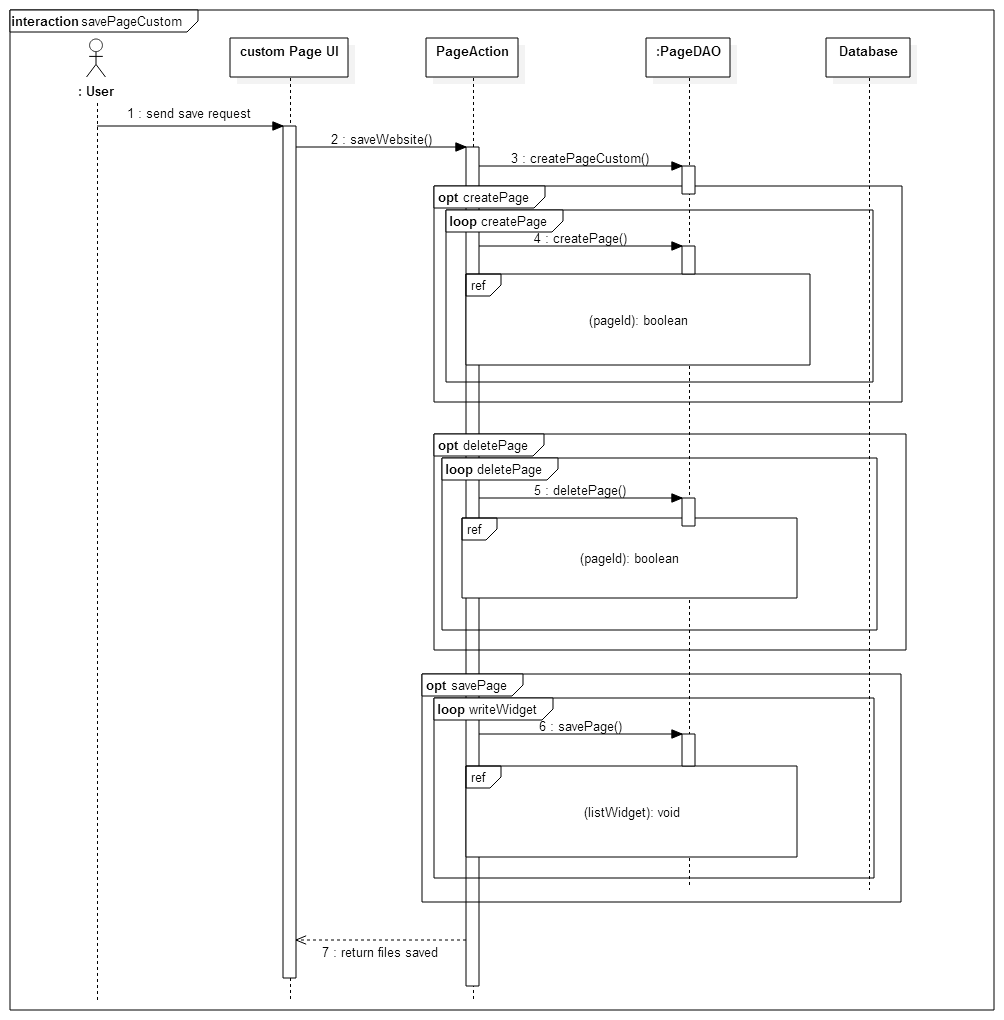 interaction savePageCustom
custom Page UI
PageAction
:PageDAO
Database
: User
1 : send save request
2 : saveWebsite()
3 : createPageCustom()
opt createPage
loop createPage
4 : createPage()
ref
(pageId): boolean
opt deletePage
loop deletePage
5 : deletePage()
ref
(pageId): boolean
opt savePage
loop writeWidget
6 : savePage()
ref
(listWidget): void
7 : return files saved